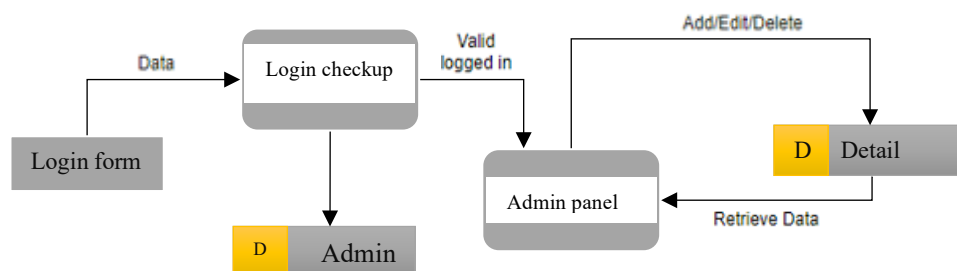 Add/Edit/Delete
Valid
logged in
Data
Login checkup
Login form
D Detail
Admin panel
Retrieve Data
D Admin